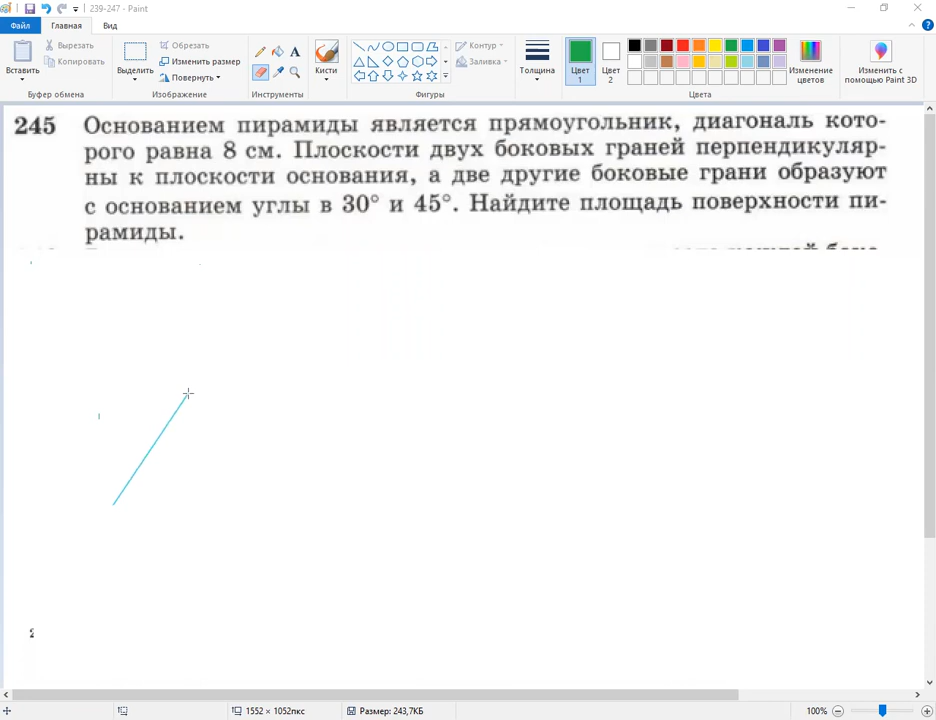 239-247 - Paint
Файл Главная Вид
Вставить
Вырезать
Копировать
Буфер обмена
Выделить
Обрезать
Изменить размер
Повернуть
Изображение
A
Инструменты
Кисти
Контур
Заливка
Фигуры
Толщина
Цвет 1
Цвет 2
Изменение цветов
Цвета
Изменить с помощью Paint 3D
245 Основанием пирамиды является прямоугольник, диагональ кото-
рого равна 8 см. Плоскости двух боковых граней перпендикуляр-
ны к плоскости основания, а две другие боковые грани образуют
с основанием углы в 30° и 45°. Найдите площадь поверхности пи-
рамиды.
1552 × 1052пкс
Размер: 243,7КБ
100%